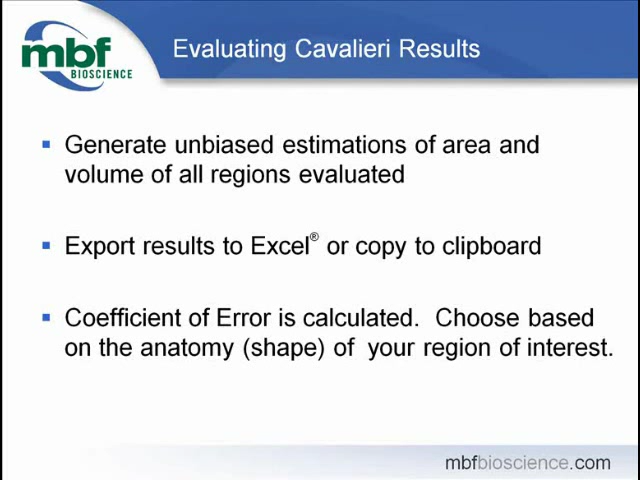 mbf
BIOSCIENCE
Evaluating Cavalieri Results
Generate unbiased estimations of area and
volume of all regions evaluated
Export results to Excel® or copy to clipboard
Coefficient of Error is calculated. Choose based
on the anatomy (shape) of your region of interest.
mbfbioscience.com